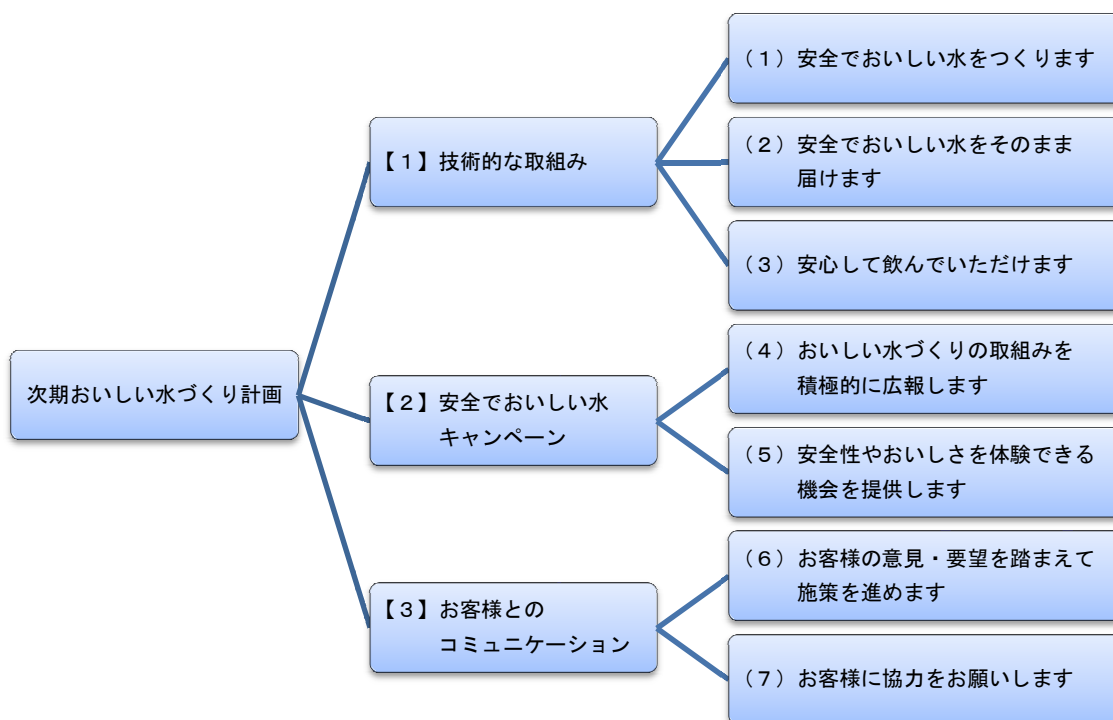 次期おいしい水づくり計画
【１】技術的な取組み
（１）安全でおいしい水をつくります
（２）安全でおいしい水をそのまま
届けます
（３）安心して飲んでいただけます
【２】安全でおいしい水
キャンペーン
（４）おいしい水づくりの取組みを
積極的に広報します
（５）安全性やおいしさを体験できる
機会を提供します
【３】お客様との
コミュニケーション
（６）お客様の意見・要望を踏まえて
施策を進めます
（７）お客様に協力をお願いします